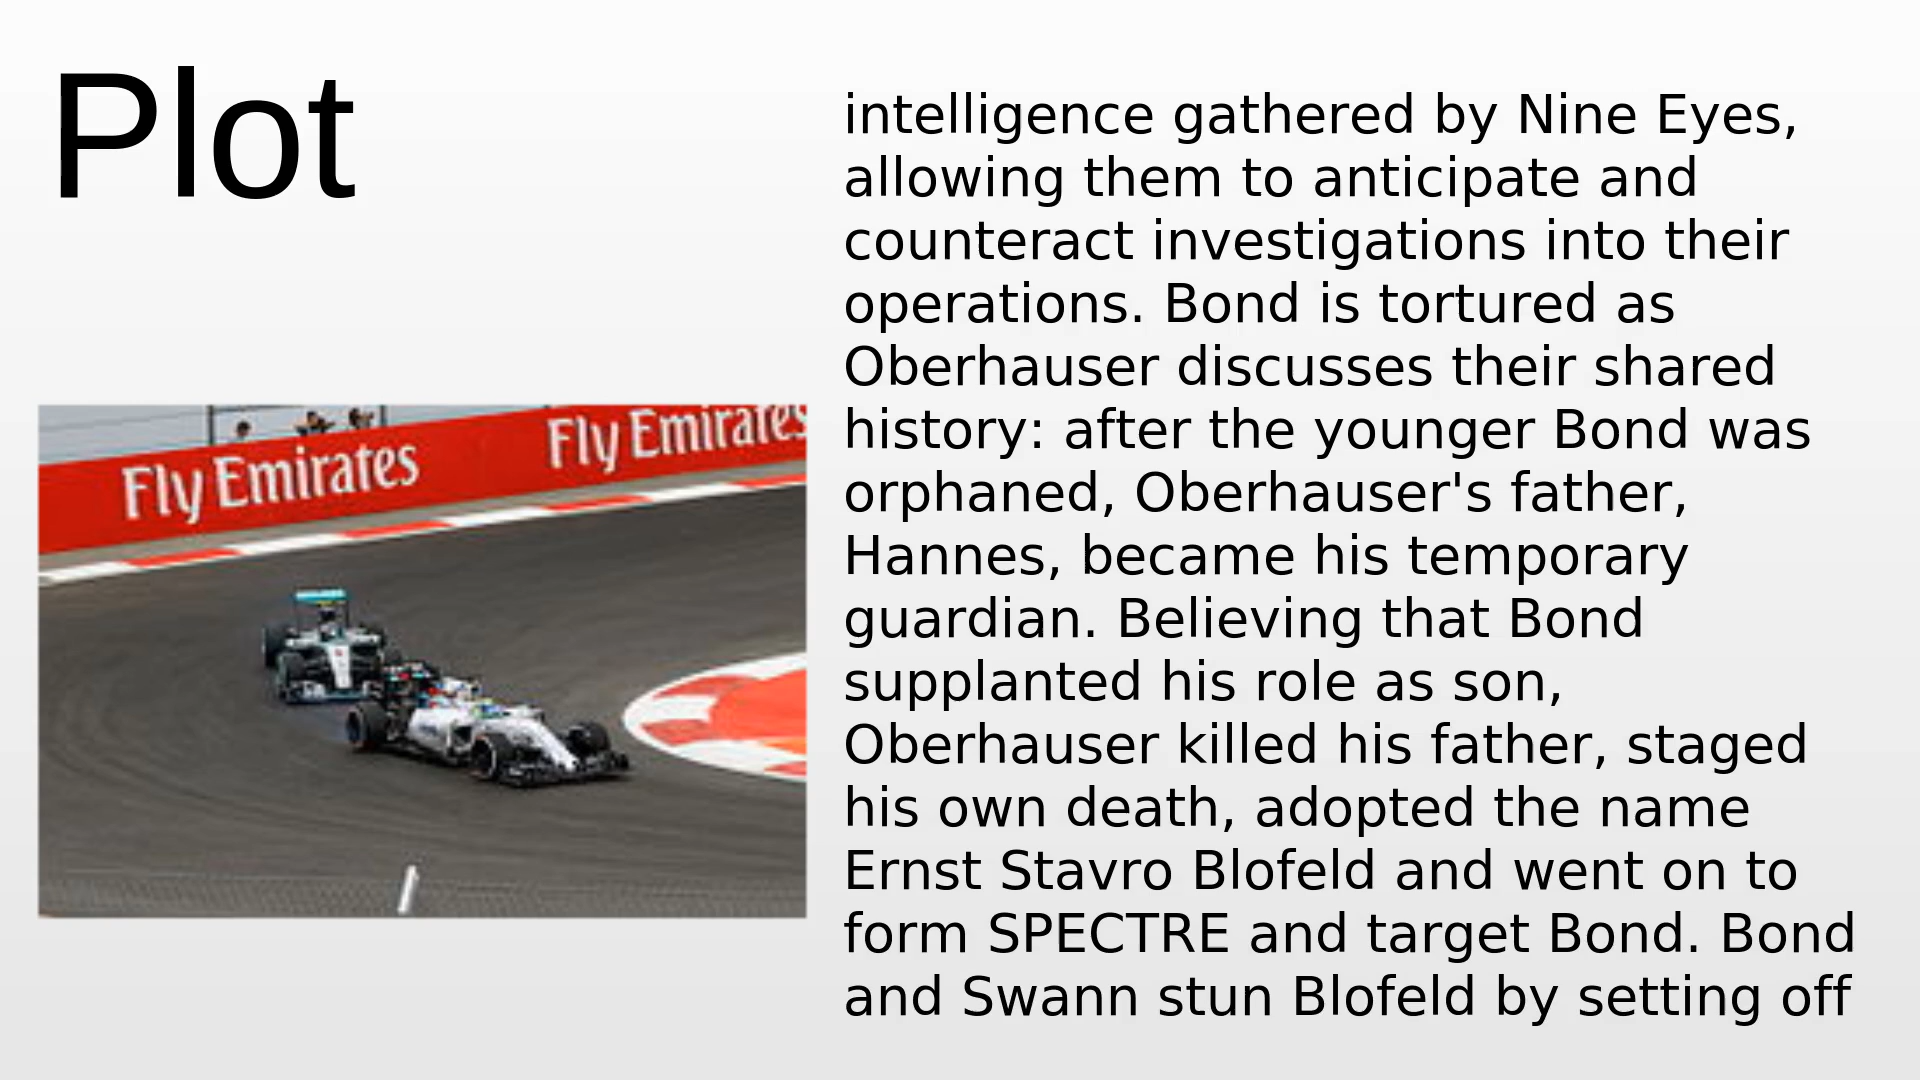 Plot
intelligence gathered by Nine Eyes,
allowing them to anticipate and
counteract investigations into their
operations. Bond is tortured as
Oberhauser discusses their shared
history: after the younger Bond was
orphaned, Oberhauser's father,
Hannes, became his temporary
guardian. Believing that Bond
supplanted his role as son,
Oberhauser killed his father, staged
his own death, adopted the name
Ernst Stavro Blofeld and went on to
form SPECTRE and target Bond. Bond
and Swann stun Blofeld by setting off
Fly Emirates
Fly Emirates